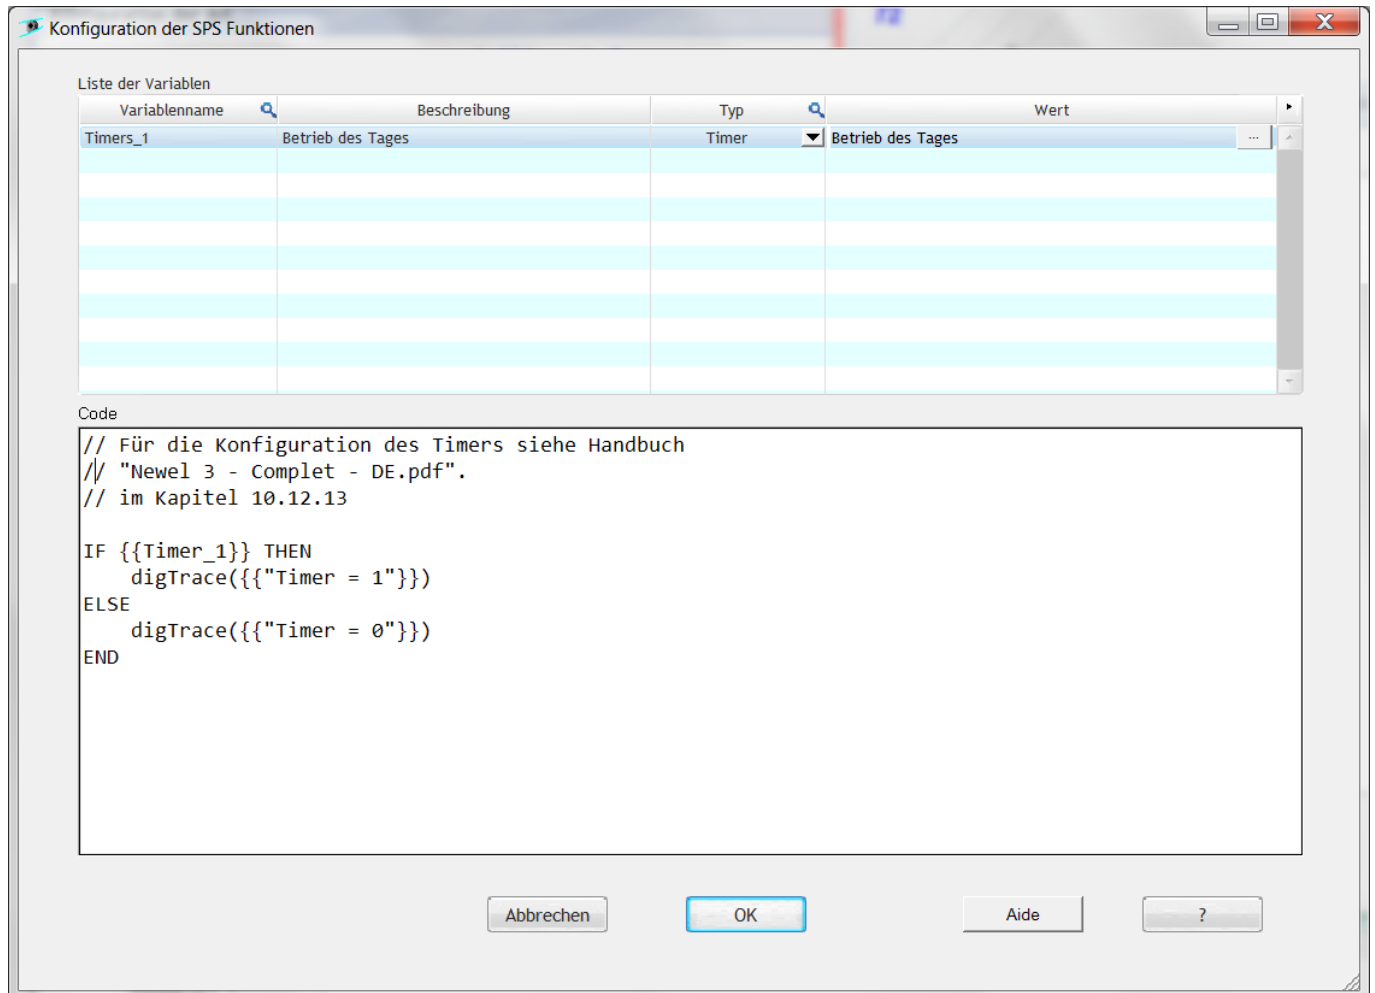 Konfiguration der SPS Funktionen
Liste der Variablen
Variablenname Beschreibung Typ Wert
Timers_1 Betrieb des Tages Timer Betrieb des Tages ...
Code
// Für die Konfiguration des Timers siehe Handbuch
// "Newel 3 - Complet - DE.pdf".
// im Kapitel 10.12.13
IF {{Timer_1}} THEN
    digTrace({{"Timer = 1"}})
ELSE
    digTrace({{"Timer = 0"}})
END
Abbrechen OK Aide ?